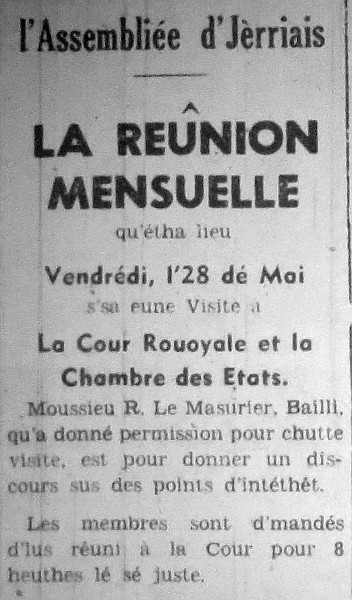 l'Assembliée d'Jèrriais
LA REÛNION
MENSUELLE
qu'étha lieu
Vendrédi, l'28 dé Mai
s'sa eune Visite a
La Cour Rouoyale et la
Chambre des Etats.
Moussieu R. Le Masurier, Bailli,
qu'a donné permission pour chutte
visite, est pour donner un dis-
cours sus des points d'intéthêt.
Les membres sont d'mandés
d'lus réuni à la Cour pour 8
heuthes lé sé juste.